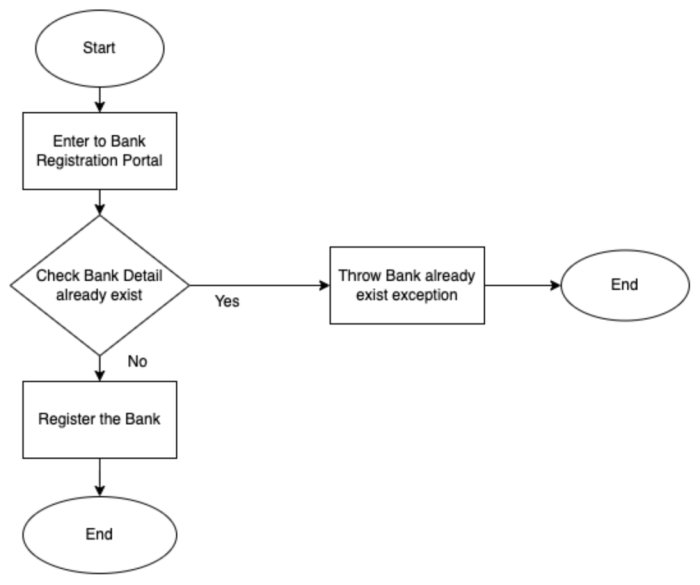 Start
Enter to Bank
Registration Portal
Check Bank Detail
already exist
Yes
Throw Bank already
exist exception
End
No
Register the Bank
End